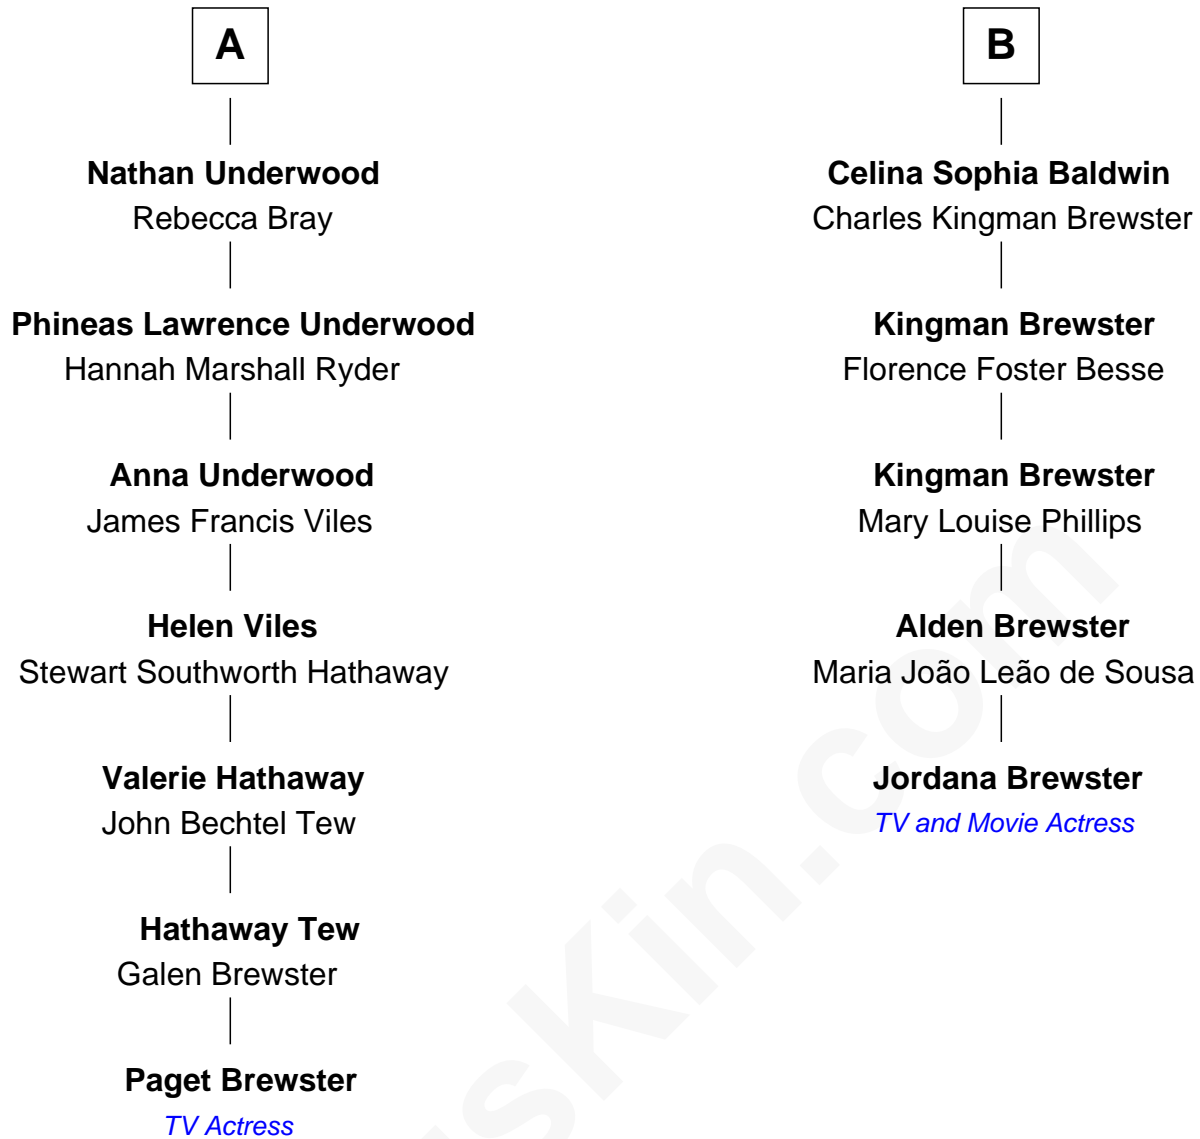 A
Nathan Underwood
Rebecca Bray
Phineas Lawrence Underwood
Hannah Marshall Ryder
Anna Underwood
James Francis Viles
Helen Viles
Stewart Southworth Hathaway
Valerie Hathaway
John Bechtel Tew
Hathaway Tew
Galen Brewster
Paget Brewster
TV Actress
B
Celina Sophia Baldwin
Charles Kingman Brewster
Kingman Brewster
Florence Foster Besse
Kingman Brewster
Mary Louise Phillips
Alden Brewster
Maria João Leão de Sousa
Jordana Brewster
TV and Movie Actress
sKin.com